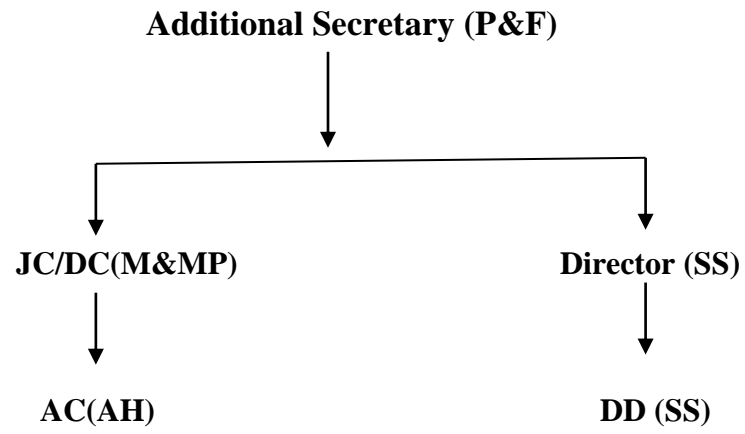 Additional Secretary (P&F)
JC/DC(M&MP)
Director (SS)
AC(AH)
DD (SS)